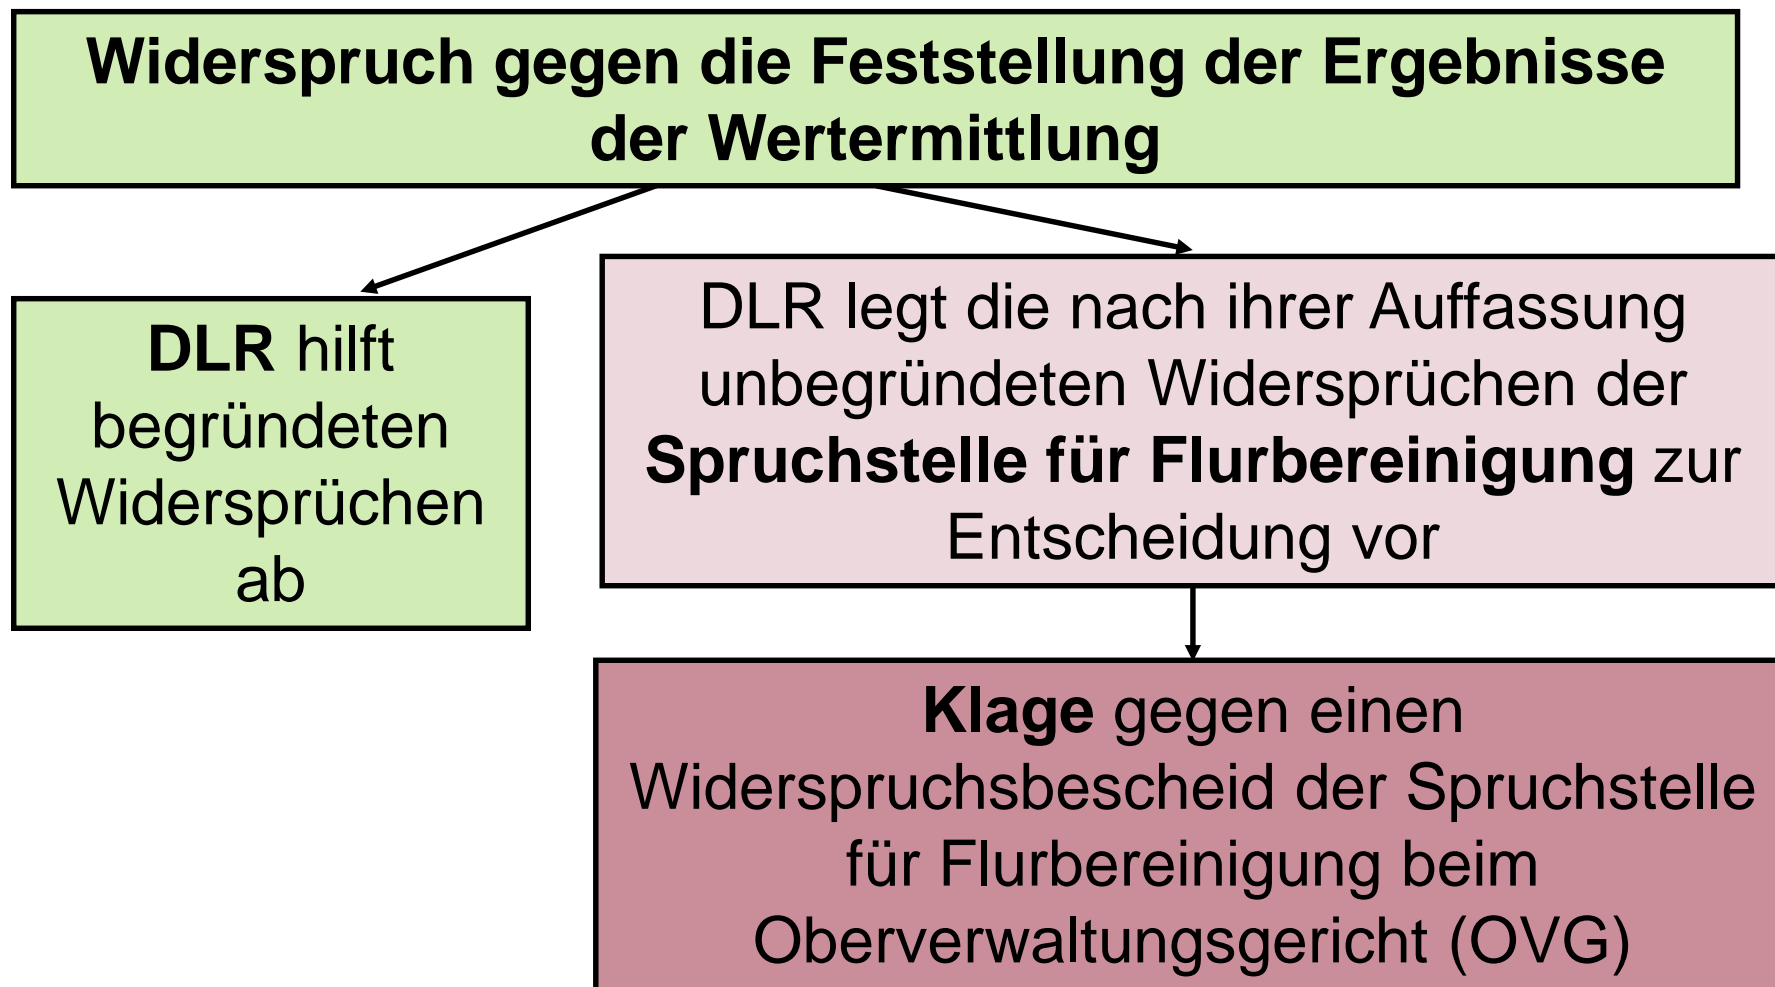 Widerspruch gegen die Feststellung der Ergebnisse
der Wertermittlung
DLR hilft
begründeten
Widersprüchen
ab
DLR legt die nach ihrer Auffassung
unbegründeten Widersprüchen der
Spruchstelle für Flurbereinigung zur
Entscheidung vor
Klage gegen einen
Widerspruchsbescheid der Spruchstelle
für Flurbereinigung beim
Oberverwaltungsgericht (OVG)